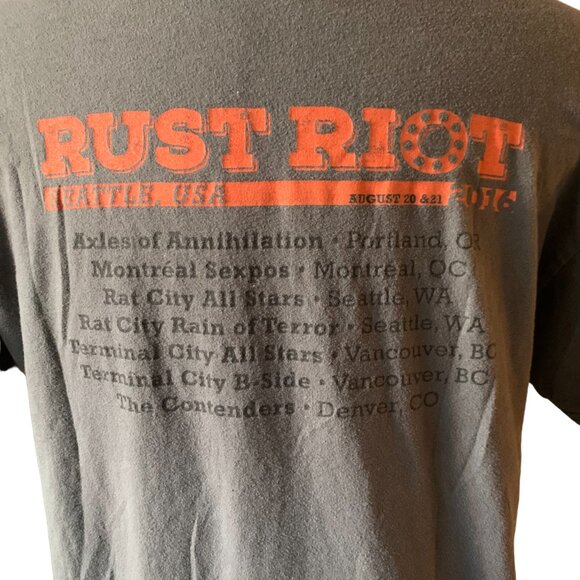 RUST RIOT
SEATTLE, USA AUGUST 20 & 21 2016
Axles of Annihilation • Portland, OR
Montréal Sexpos • Montréal, QC
Rat City All Stars • Seattle, WA
Rat City Rain of Terror • Seattle, WA
Terminal City All Stars • Vancouver, BC
Terminal City B-Side • Vancouver, BC
The Contenders • Denver, CO